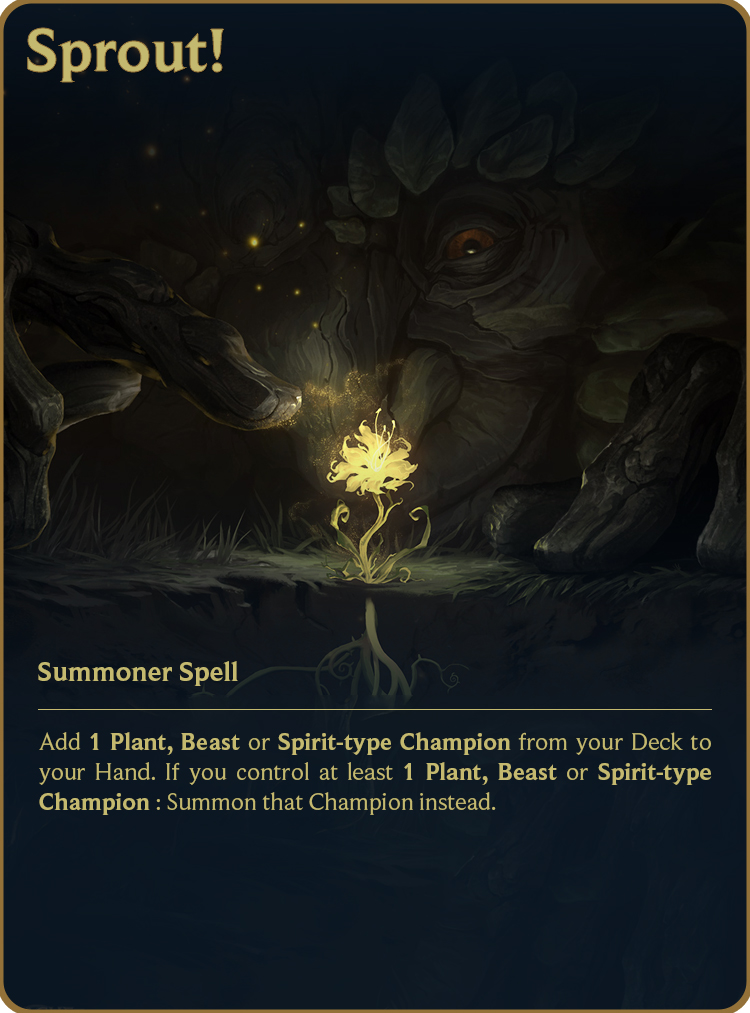 Sprout!
Summoner Spell
Add 1 Plant, Beast or Spirit-type Champion from your Deck to
your Hand. If you control at least 1 Plant, Beast or Spirit-type
Champion : Summon that Champion instead.